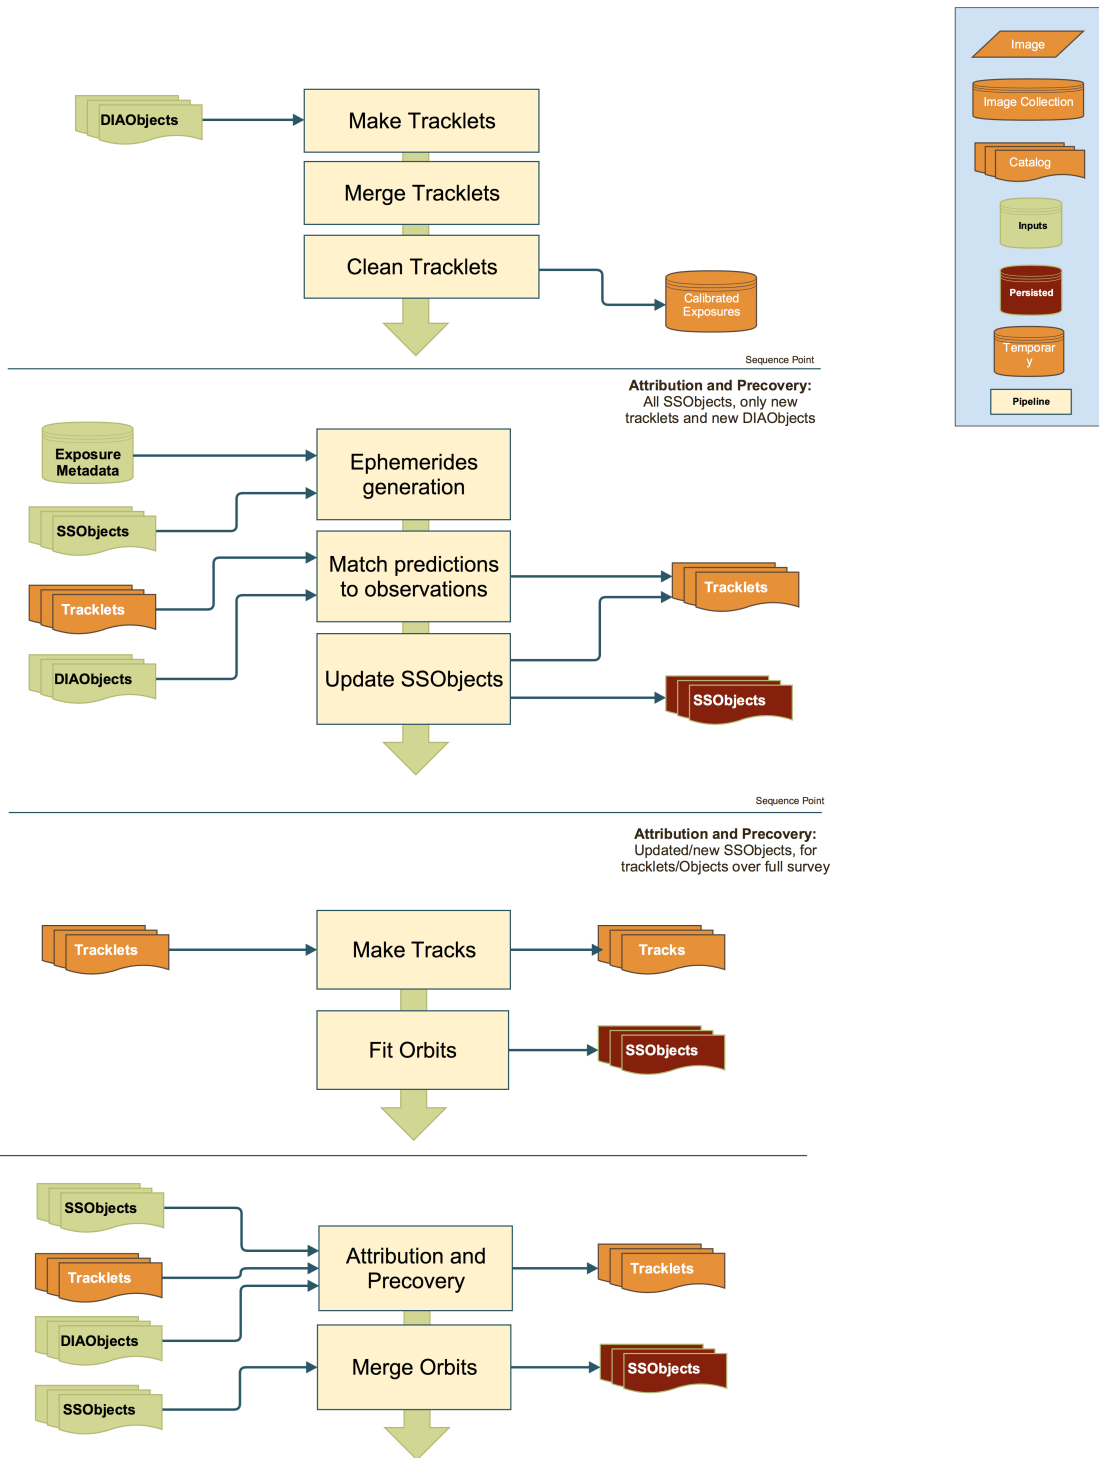 Image
Image Collection
Catalog
Inputs
Persisted
Temporar
y
Pipeline
DIAObjects
Make Tracklets
Merge Tracklets
Clean Tracklets
Calibrated
Exposures
Sequence Point
Attribution and Precovery:
All SSObjects, only new
tracklets and new DIAObjects
Exposure
Metadata
SSObjects
Tracklets
DIAObjects
Ephemerides
generation
Match predictions
to observations
Update SSObjects
Tracklets
SSObjects
Sequence Point
Attribution and Precovery:
Updated/new SSObjects, for
tracklets/Objects over full survey
Tracklets
Make Tracks
Tracks
Fit Orbits
SSObjects
SSObjects
Tracklets
DIAObjects
SSObjects
Attribution and
Precovery
Merge Orbits
Tracklets
SSObjects